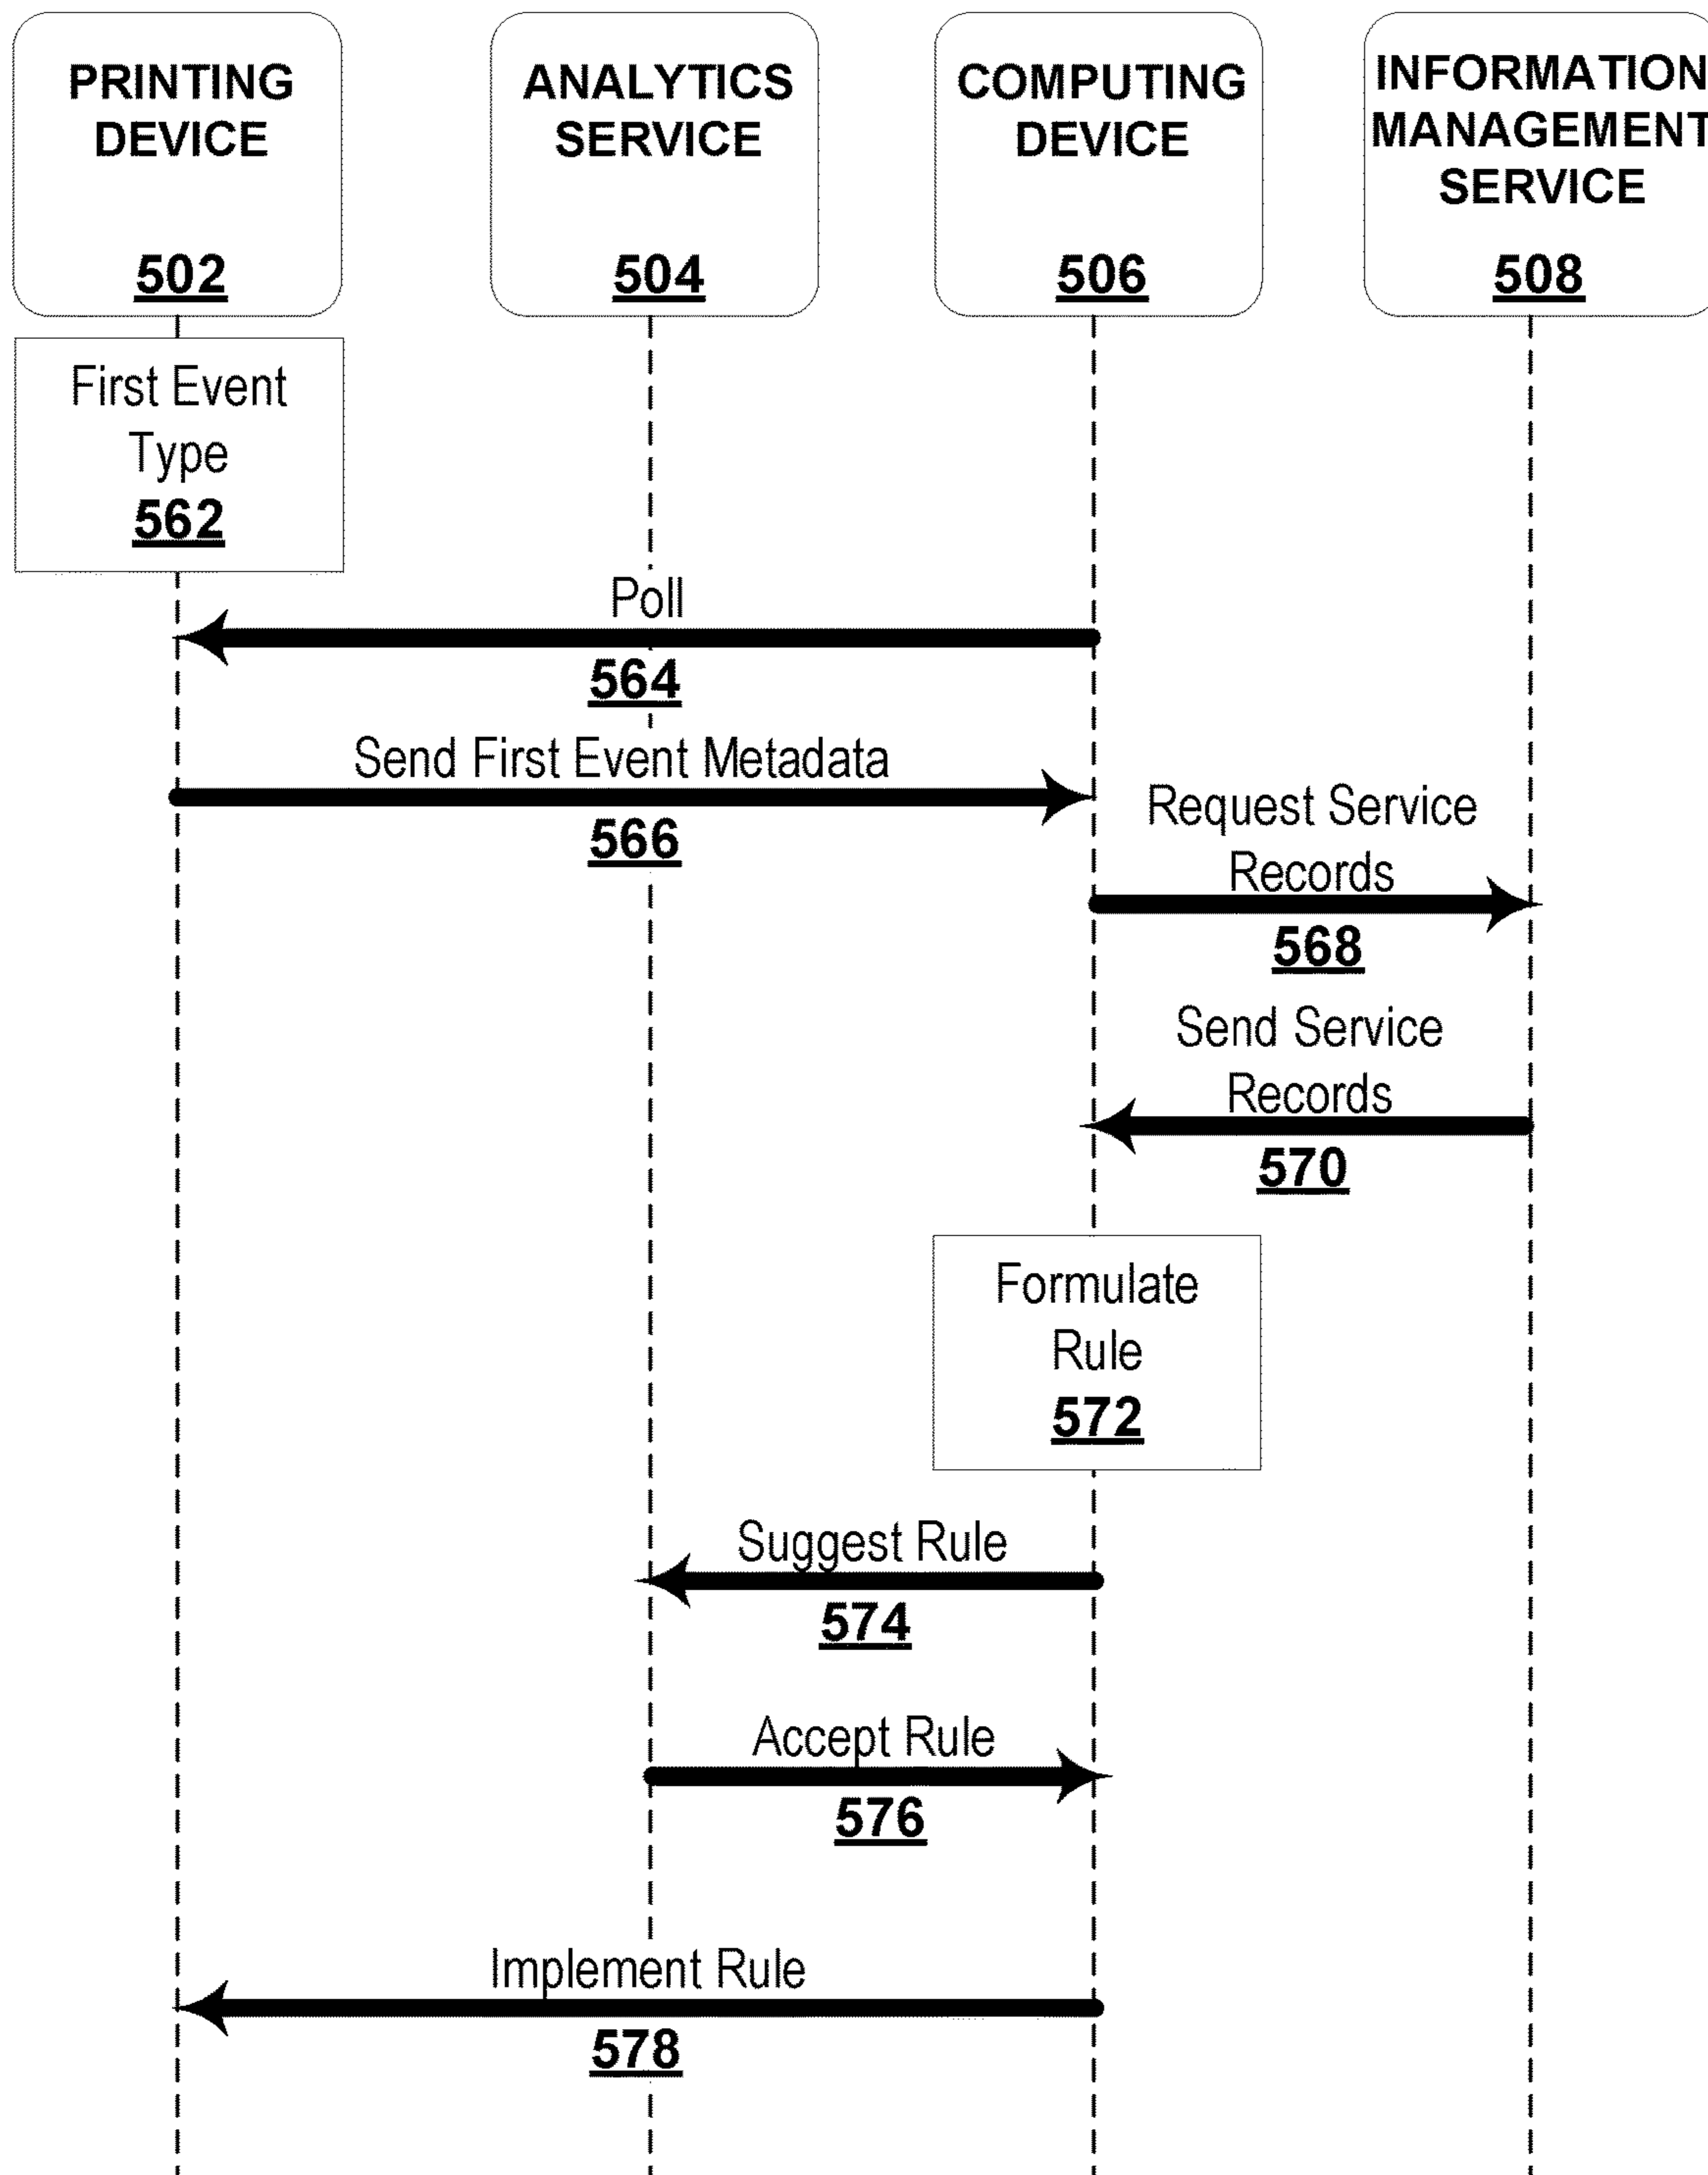 PRINTING
DEVICE
502
ANALYTICS
SERVICE
504
COMPUTING
DEVICE
506
INFORMATION
MANAGEMENT
SERVICE
508
First Event
Type
562
Poll
564
Send First Event Metadata
566
Request Service
Records
568
Send Service
Records
570
Formulate
Rule
572
Suggest Rule
574
Accept Rule
576
Implement Rule
578